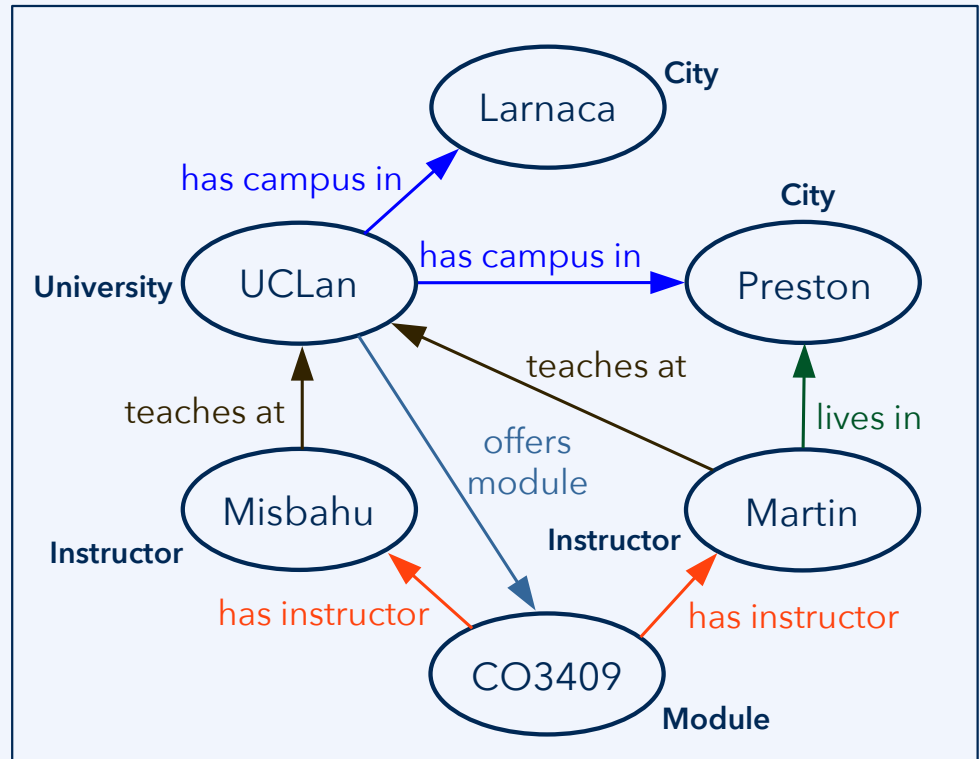 City
Larnaca
has campus in
City
has campus in
University
UCLan
Preston
teaches at
teaches at
lives in
offers
module
Misbahu
Martin
Instructor
Instructor
has instructor
has instructor
CO3409
Module